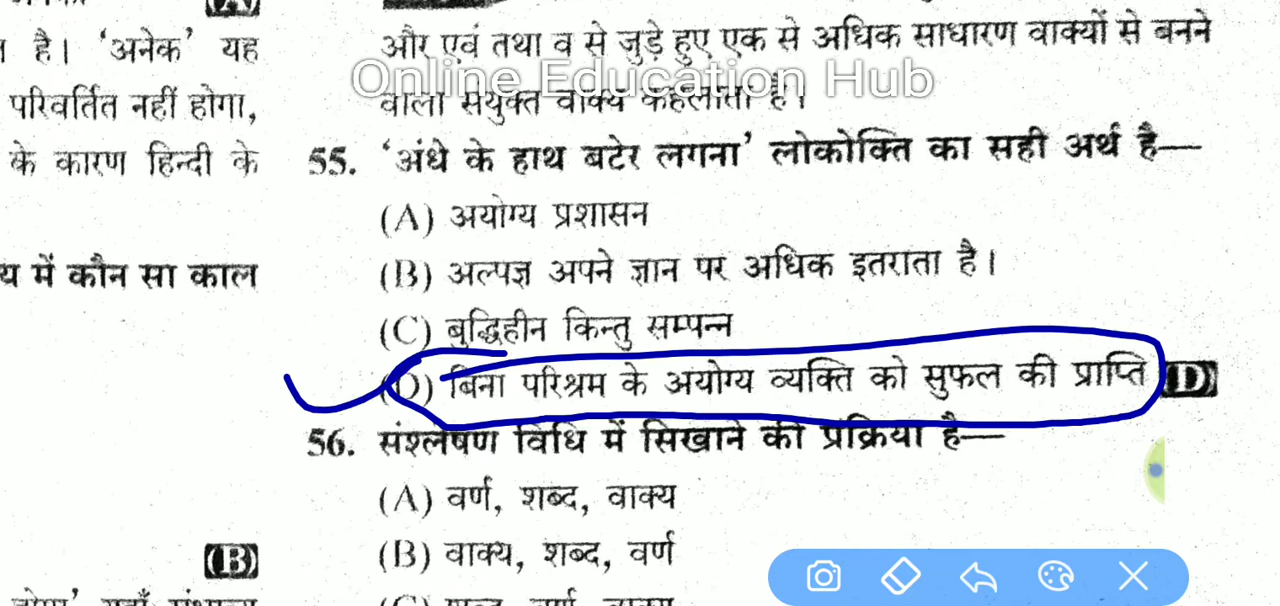 है। 'अनेक' यह
परिवर्तित नहीं होगा,
के कारण हिन्दी के
य में कौन सा काल
(B)
और एवं तथा व से जुड़े हुए एक से अधिक साधारण वाक्यों से बनने
वाला संयुक्त वाक्य कहलाता है।
Online Education Hub
55. 'अंधे के हाथ बटेर लगना' लोकोक्ति का सही अर्थ है—
(A) अयोग्य प्रशासन
(B) अल्पज्ञ अपने ज्ञान पर अधिक इतराता है।
(C) बुद्धिहीन किन्तु सम्पन्न
(D) बिना परिश्रम के अयोग्य व्यक्ति को सुफल की प्राप्ति (D)
56. संश्लेषण विधि में सिखाने की प्रक्रिया है—
(A) वर्ण, शब्द, वाक्य
(B) वाक्य, शब्द, वर्ण